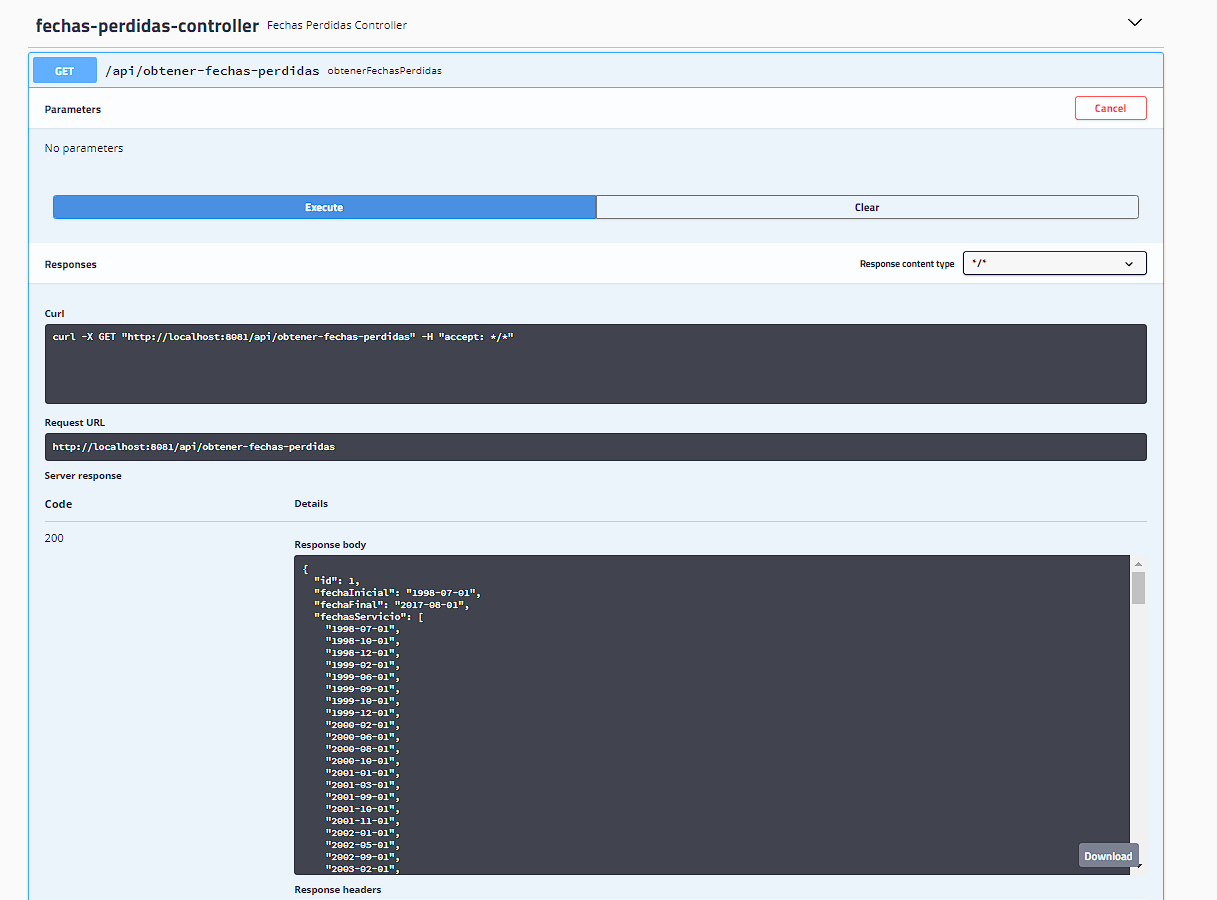 fechas-perdidas-controller Fechas Perdidas Controller
GET /api/obtener-fechas-perdidas obtenerFechasPerdidas
Parameters Cancel
No parameters
Execute Clear
Responses Response content type */*
Curl
curl -X GET "http://localhost:8081/api/obtener-fechas-perdidas" -H "accept: */*"
Request URL
http://localhost:8081/api/obtener-fechas-perdidas
Server response
Code Details
200
Response body
{
"id": 1,
"fechaInicial": "1998-07-01",
"fechaFinal": "2017-08-01",
"fechasServicio": [
"1998-07-01",
"1998-10-01",
"1998-12-01",
"1999-02-01",
"1999-06-01",
"1999-09-01",
"1999-10-01",
"1999-12-01",
"2000-02-01",
"2000-06-01",
"2000-08-01",
"2000-10-01",
"2001-01-01",
"2001-03-01",
"2001-09-01",
"2001-10-01",
"2001-11-01",
"2002-01-01",
"2002-05-01",
"2002-09-01",
"2003-02-01",
Download
Response headers